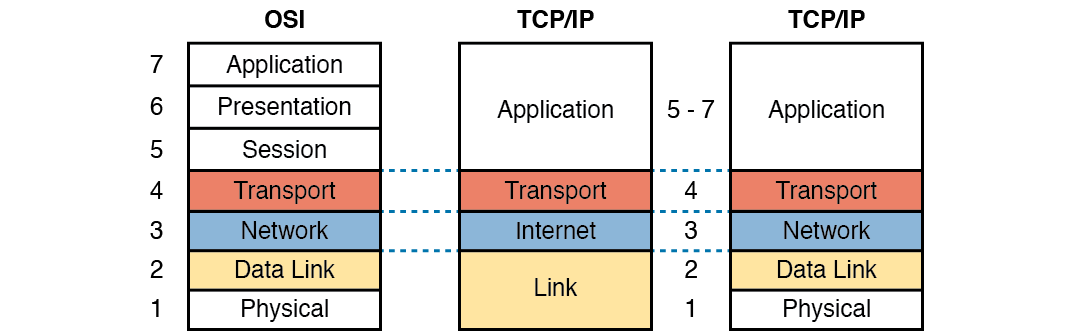 OSI TCP/IP TCP/IP
7 Application
6 Presentation Application 5 - 7 Application
5 Session
4 Transport Transport 4 Transport
3 Network Internet 3 Network
2 Data Link Link 2 Data Link
1 Physical 1 Physical